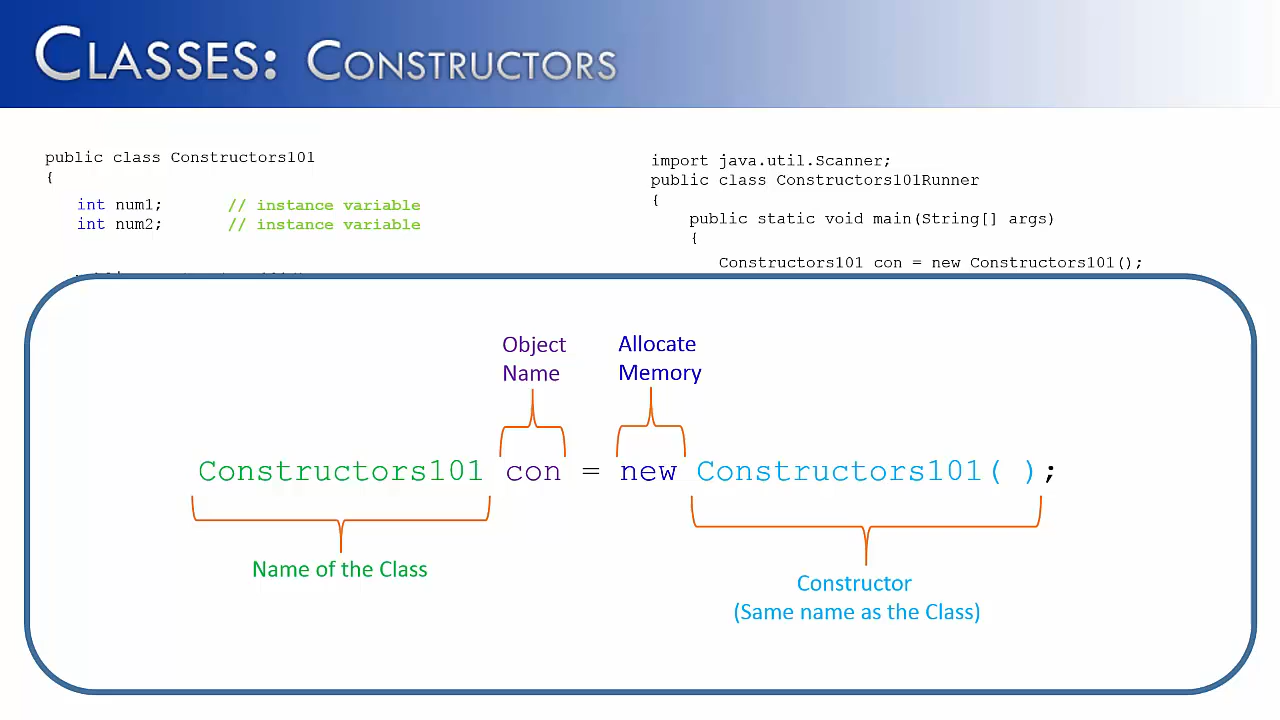 CLASSES: CONSTRUCTORS
public class Constructors101
{
int num1; // instance variable
int num2; // instance variable
import java.util.Scanner;
public class Constructors101Runner
{
public static void main(String[] args)
{
Constructors101 con = new Constructors101();
Object
Name
Allocate
Memory
Constructors101 con = new Constructors101( );
Name of the Class
Constructor
(Same name as the Class)